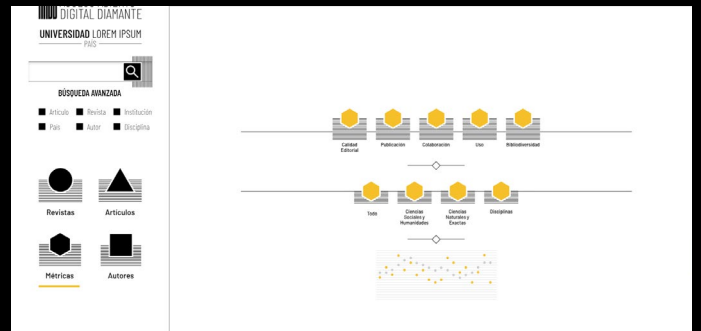 DIGITAL DIAMANTE
UNIVERSIDAD LOREM IPSUM
PAÍS
BÚSQUEDA AVANZADA
Artículo Revista Institución
País Autor Disciplina
Revistas Artículos
Métricas Autores
Calidad Editorial
Publicación
Colaboración
Uso
Bibliodiversidad
Todo
Ciencias Sociales y Humanidades
Ciencias Naturales y Exactas
Disciplinas